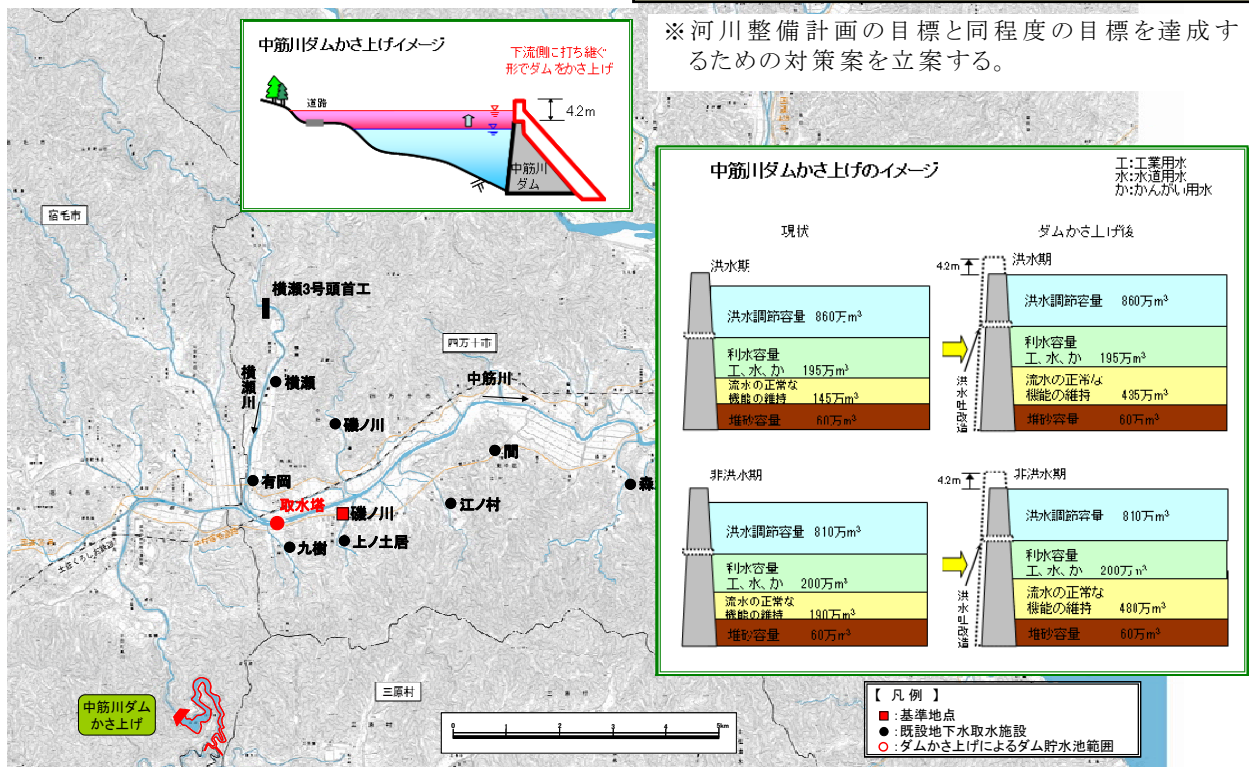 ※河川整備計画の目標と同程度の目標を達成す
るための対策案を立案する。
中筋川ダムかさ上げイメージ
下流側に打ち継ぐ
形でダムをかさ上げ
道路
4.2m
中筋川
ダム
宿毛市
横瀬3号頭首工
横瀬川
横瀬
四万十市
中筋川
磯ノ川
間
有岡
取水塔
磯ノ川
江ノ村
森
九樹
上ノ土居
土佐くろしお鉄道
三原村
中筋川ダム
かさ上げ
0 1 2 3 4 5km
中筋川ダムかさ上げのイメージ
工:工業用水
水:水道用水
か:かんがい用水
現状
ダムかさ上げ後
洪水期
洪水調節容量 860万m³
利水容量
工、水、か 195万m³
流水の正常な
機能の維持 145万m³
堆砂容量 60万m³
4.2m
洪水期
洪水調節容量 860万m³
利水容量
工、水、か 195万m³
流水の正常な
機能の維持 435万m³
堆砂容量 60万m³
洪水吐改造
非洪水期
洪水調節容量 810万m³
利水容量
工、水、か 200万m³
流水の正常な
機能の維持 190万m³
堆砂容量 60万m³
4.2m
非洪水期
洪水調節容量 810万m³
利水容量
工、水、か 200万m³
流水の正常な
機能の維持 480万m³
堆砂容量 60万m³
洪水吐改造
【 凡 例 】
■:基準地点
●:既設地下水取水施設
○:ダムかさ上げによるダム貯水池範囲